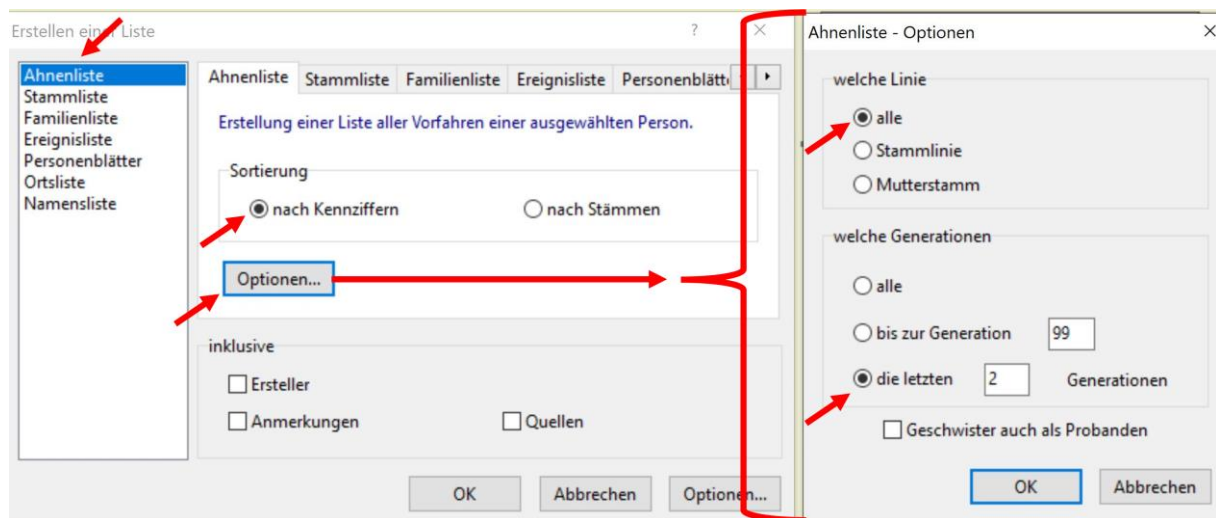 Erstellen einer Liste
?
Ahnenliste
Stammliste
Familienliste
Ereignisliste
Personenblätter
Ortsliste
Namensliste
Ahnenliste Stammliste Familienliste Ereignisliste Personenblätt
Erstellung einer Liste aller Vorfahren einer ausgewählten Person.
Sortierung
nach Kennziffern nach Stämmen
Optionen...
inklusive
Ersteller
Anmerkungen Quellen
OK Abbrechen Optionen...
Ahnenliste - Optionen
welche Linie
alle
Stammlinie
Mutterstamm
welche Generationen
alle
bis zur Generation 99
die letzten 2 Generationen
Geschwister auch als Probanden
OK Abbrechen